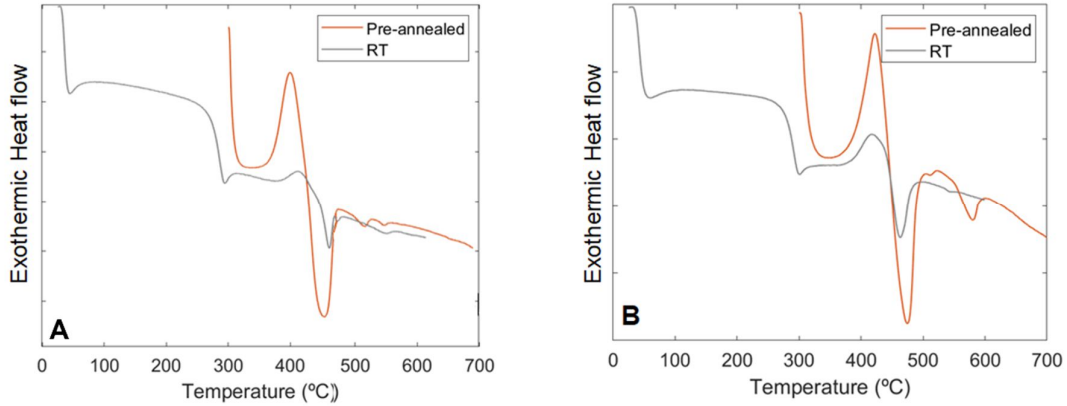 Pre-annealed
RT
Exothermic Heat flow
A
0 100 200 300 400 500 600 700
Temperature (ºC))
Pre-annealed
RT
Exothermic Heat flow
B
0 100 200 300 400 500 600 700
Temperature (ºC)